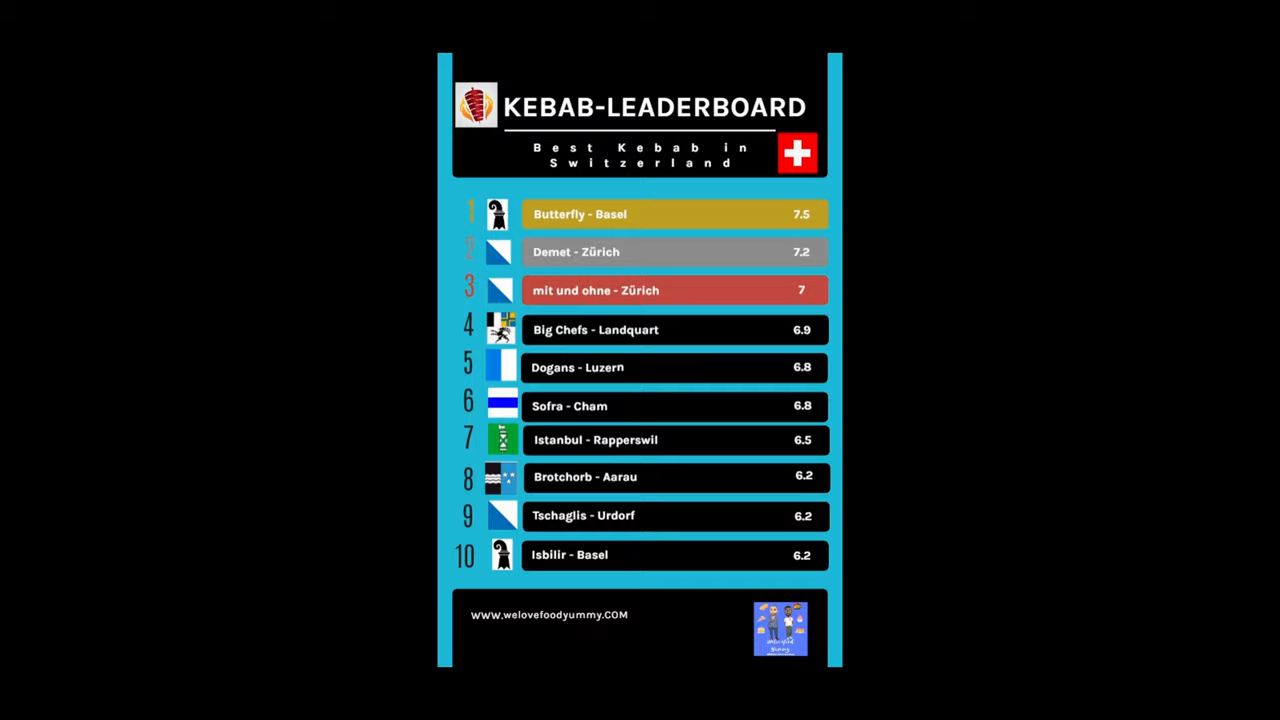 KEBAB-LEADERBOARD
Best Kebab in
Switzerland
1 Butterfly - Basel 7.5
2 Demet - Zürich 7.2
3 mit und ohne - Zürich 7
4 Big Chefs - Landquart 6.9
5 Dogans - Luzern 6.8
6 Sofra - Cham 6.8
7 Istanbul - Rapperswil 6.5
8 Brotchorb - Aarau 6.2
9 Tschaglis - Urdorf 6.2
10 Isbilir - Basel 6.2
www.welovefoodyummy.COM
Yummy